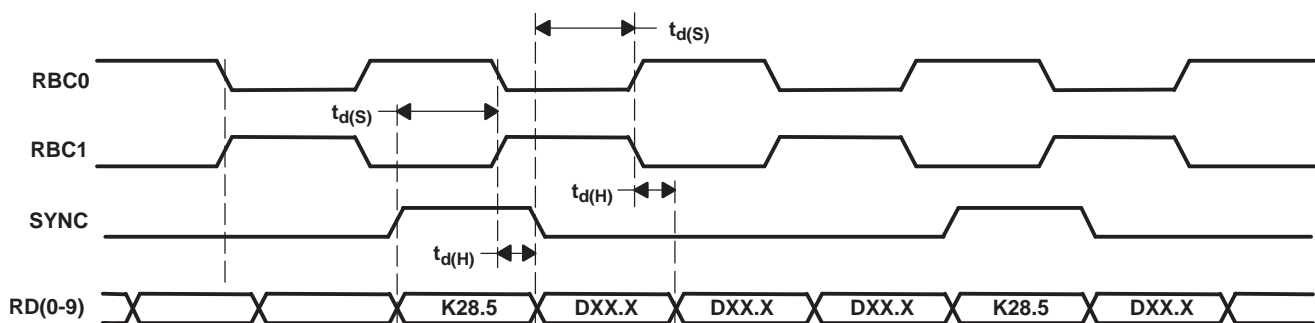 t_d(S)
RBC0
t_d(S)
RBC1
t_d(H)
SYNC
t_d(H)
RD(0-9) K28.5 DXX.X DXX.X DXX.X K28.5 DXX.X